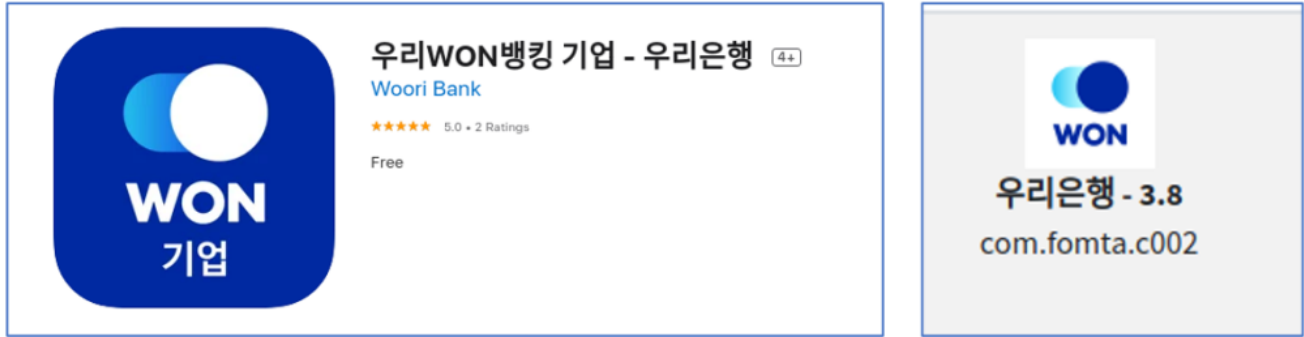 WON
기업
우리WON뱅킹 기업 - 우리은행 4+
Woori Bank
★★★★★ 5.0 • 2 Ratings
Free
WON
우리은행 - 3.8
com.fomta.c002